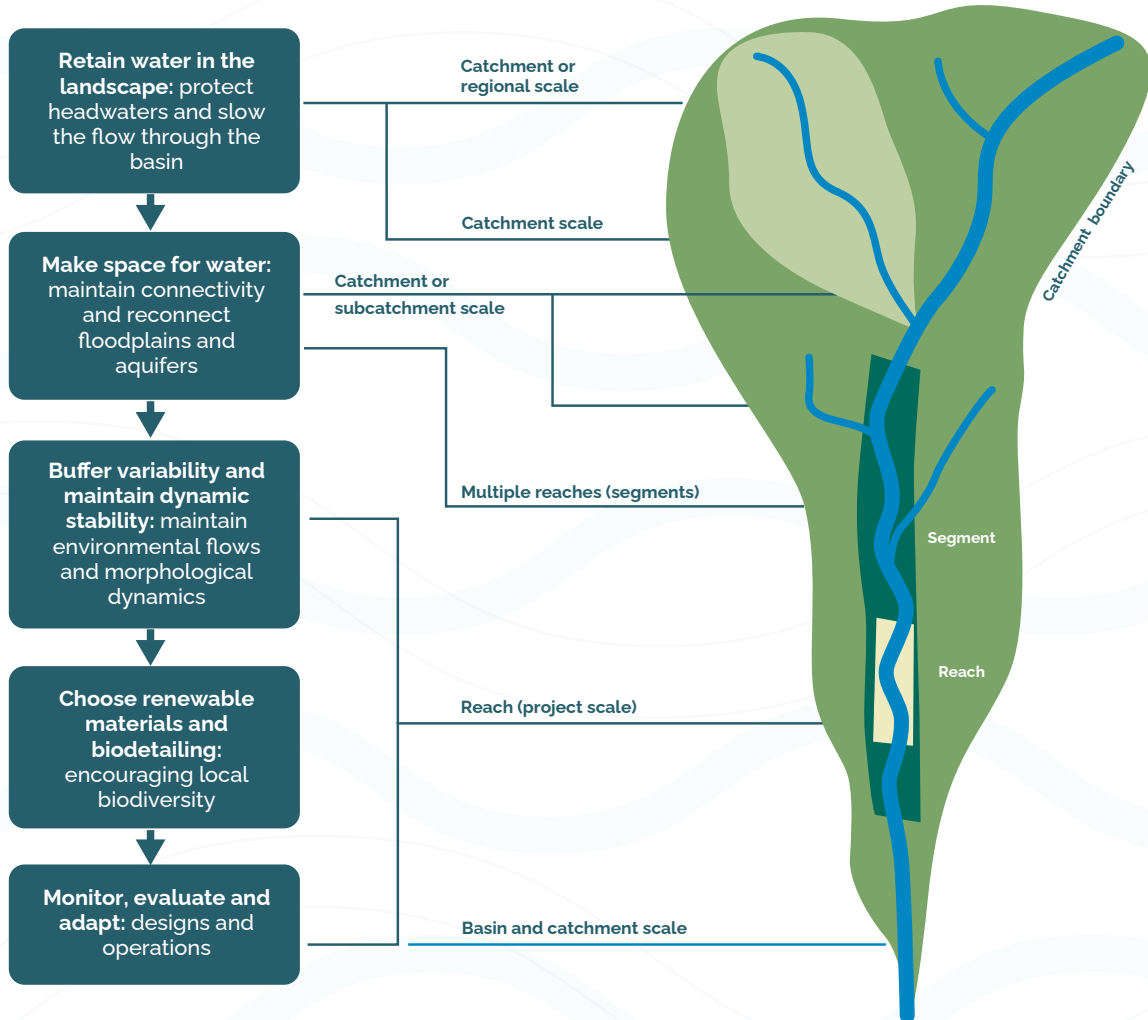 Retain water in the
landscape: protect
headwaters and slow
the flow through the
basin
Make space for water:
maintain connectivity
and reconnect
floodplains and
aquifers
Buffer variability and
maintain dynamic
stability: maintain
environmental flows
and morphological
dynamics
Choose renewable
materials and
biodetailing:
encouraging local
biodiversity
Monitor, evaluate and
adapt: designs and
operations
Catchment or
regional scale
Catchment scale
Catchment or
subcatchment scale
Multiple reaches (segments)
Reach (project scale)
Basin and catchment scale
Catchment boundary
Segment
Reach